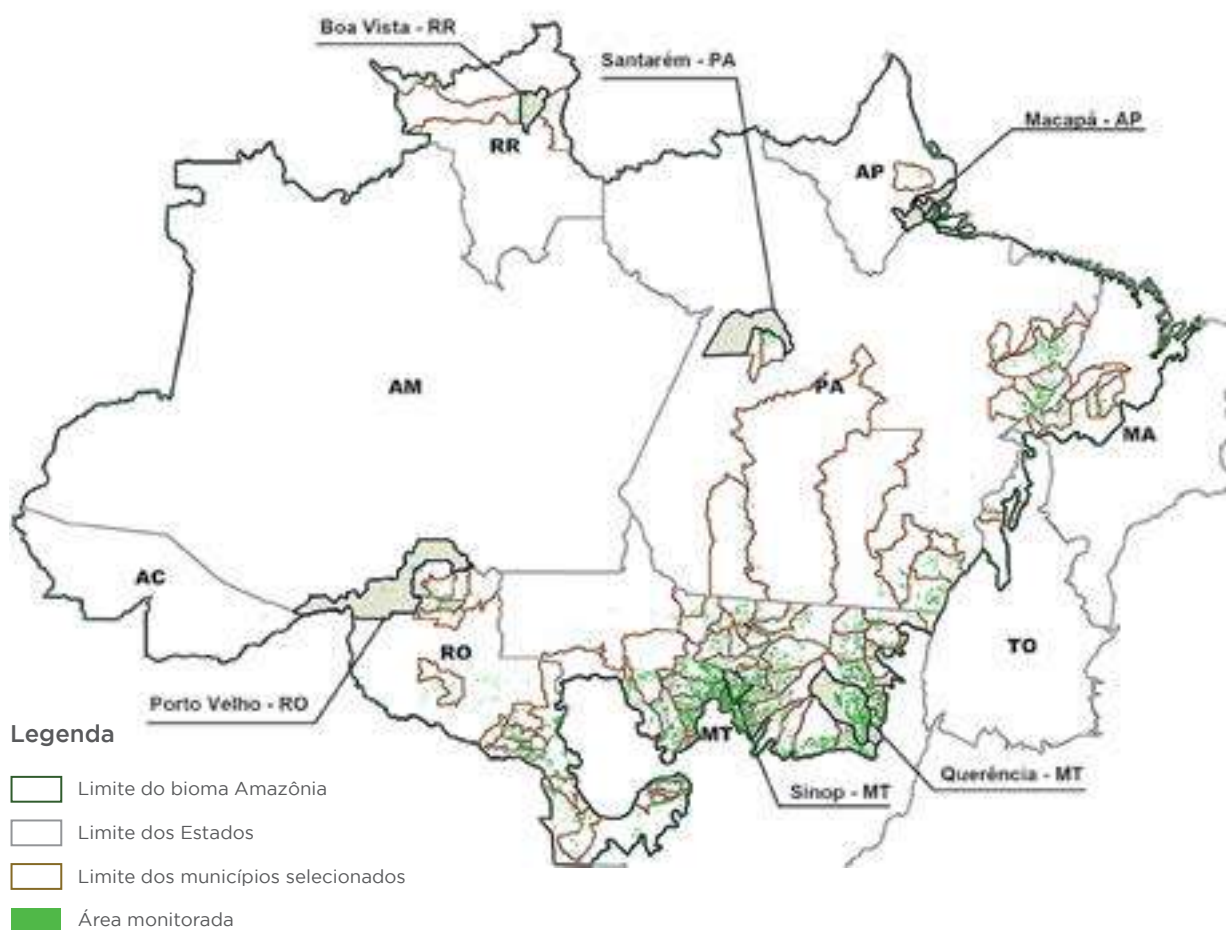 Boa Vista - RR
Santarém - PA
Macapá - AP
RR
AP
AM
PÁ
MA
AC
RO
TO
Porto Velho - RO
MT
Querência - MT
Sinop - MT
Legenda
Limite do bioma Amazônia
Limite dos Estados
Limite dos municípios selecionados
Área monitorada